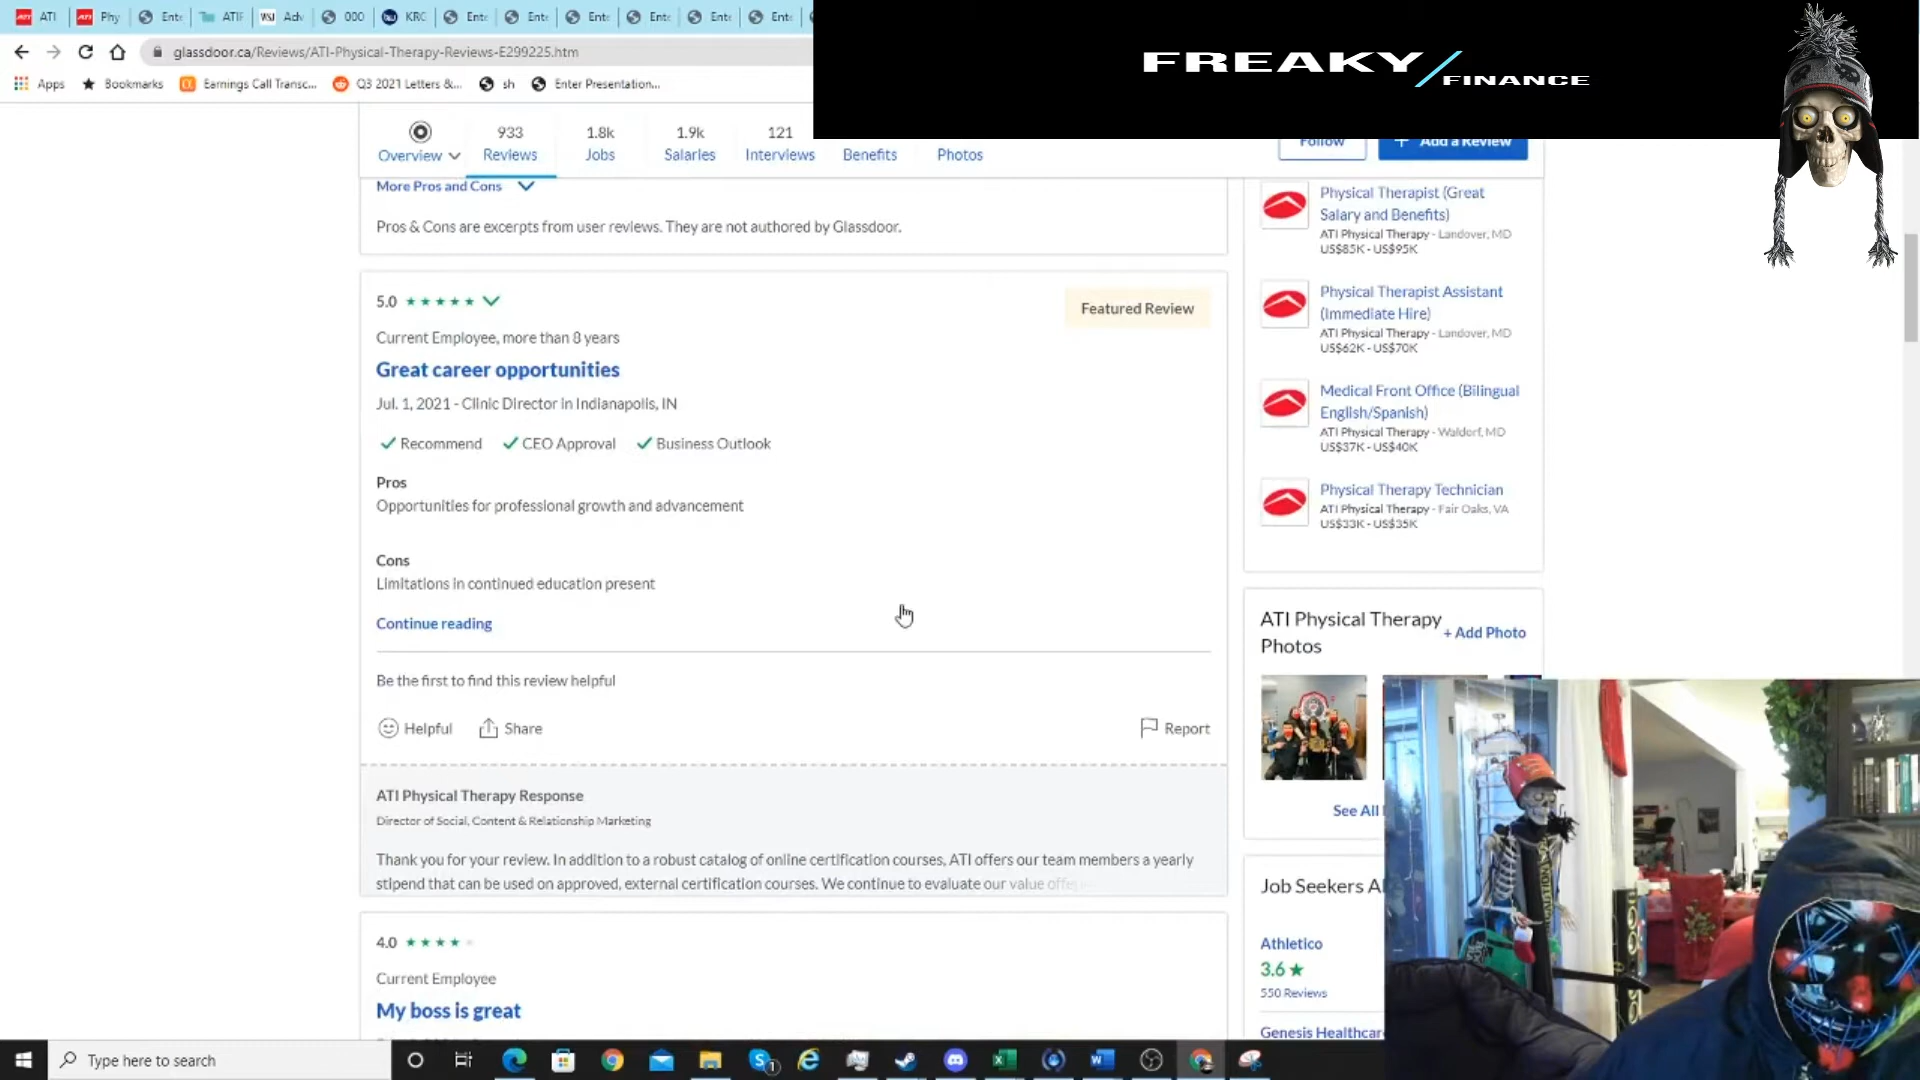 ATI
Phy
Ente
ATIF
WSJ
Adv
000
KRC
Ente
Ente
Ente
Ente
Ente
Ente
glassdoor.ca/Reviews/ATI-Physical-Therapy-Reviews-E299225.htm
FREAKY/FINANCE
Apps
Bookmarks
Earnings Call Transc...
Q3 2021 Letters &...
sh
Enter Presentation...
Overview
933
Reviews
1.8k
Jobs
1.9k
Salaries
121
Interviews
Benefits
Photos
Follow
+ Add a Review
More Pros and Cons
Pros & Cons are excerpts from user reviews. They are not authored by Glassdoor.
5.0
Featured Review
Current Employee, more than 8 years
Great career opportunities
Jul. 1, 2021 - Clinic Director in Indianapolis, IN
Recommend
CEO Approval
Business Outlook
Pros
Opportunities for professional growth and advancement
Cons
Limitations in continued education present
Continue reading
Be the first to find this review helpful
Helpful
Share
Report
ATI Physical Therapy Response
Director of Social, Content & Relationship Marketing
Thank you for your review. In addition to a robust catalog of online certification courses, ATI offers our team members a yearly
stipend that can be used on approved, external certification courses. We continue to evaluate our value offe
4.0
Current Employee
My boss is great
Physical Therapist (Great
Salary and Benefits)
ATI Physical Therapy - Landover, MD
US$85K - US$95K
Physical Therapist Assistant
(Immediate Hire)
ATI Physical Therapy - Landover, MD
US$62K - US$70K
Medical Front Office (Bilingual
English/Spanish)
ATI Physical Therapy - Waldorf, MD
US$37K - US$40K
Physical Therapy Technician
ATI Physical Therapy - Fair Oaks, VA
US$33K - US$35K
ATI Physical Therapy
Photos
+ Add Photo
See All
Job Seekers Al
Athletico
3.6 ★
550 Reviews
Genesis Healthcar
Type here to search